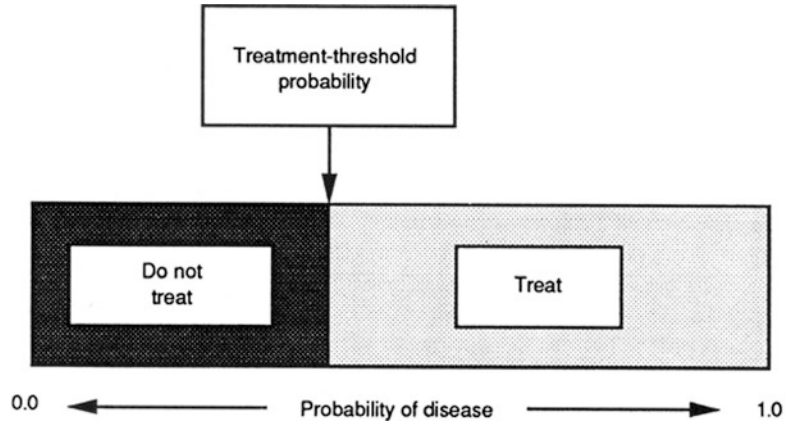 Treatment-threshold
probability
Do not
treat
Treat
0.0
Probability of disease
1.0